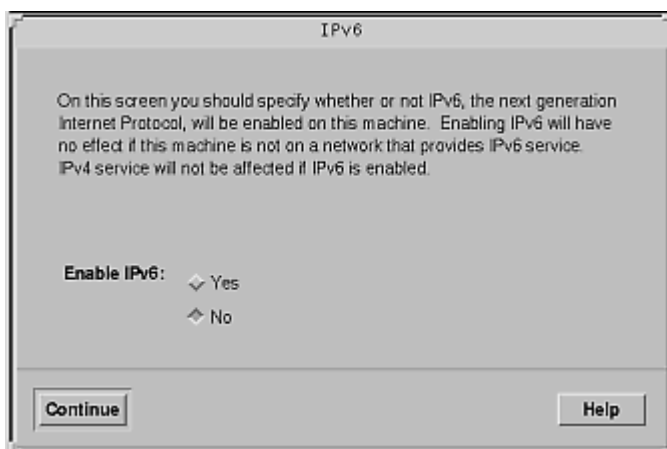 IPv6
On this screen you should specify whether or not IPv6, the next generation
Internet Protocol, will be enabled on this machine. Enabling IPv6 will have
no effect if this machine is not on a network that provides IPv6 service.
IPv4 service will not be affected if IPv6 is enabled.
Enable IPv6:
Yes
No
Continue
Help